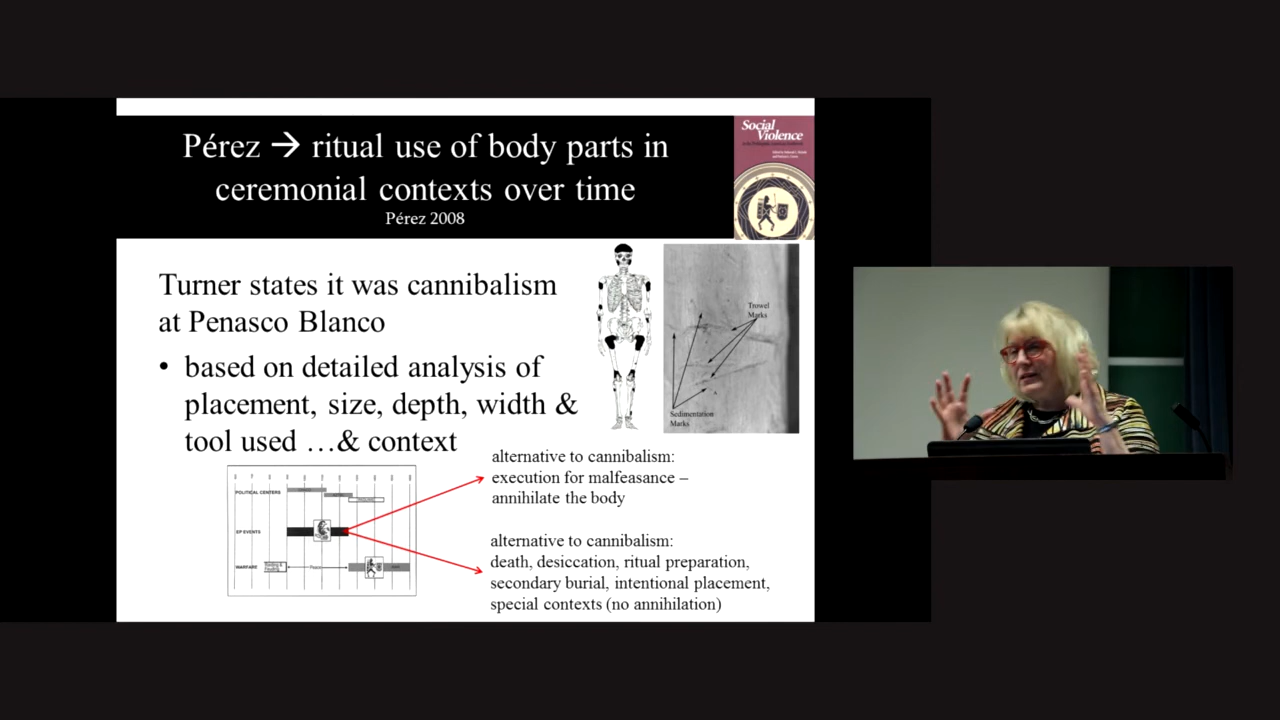 Pérez → ritual use of body parts in
ceremonial contexts over time
Pérez 2008
Social
Violence
Turner states it was cannibalism
at Penasco Blanco
• based on detailed analysis of
placement, size, depth, width &
tool used …& context
Trowel
Marks
Sedimentation
Marks
POLITICAL CENTERS
EP EVENTS
WARFARE
Peace
alternative to cannibalism:
execution for malfeasance –
annihilate the body
alternative to cannibalism:
death, desiccation, ritual preparation,
secondary burial, intentional placement,
special contexts (no annihilation)